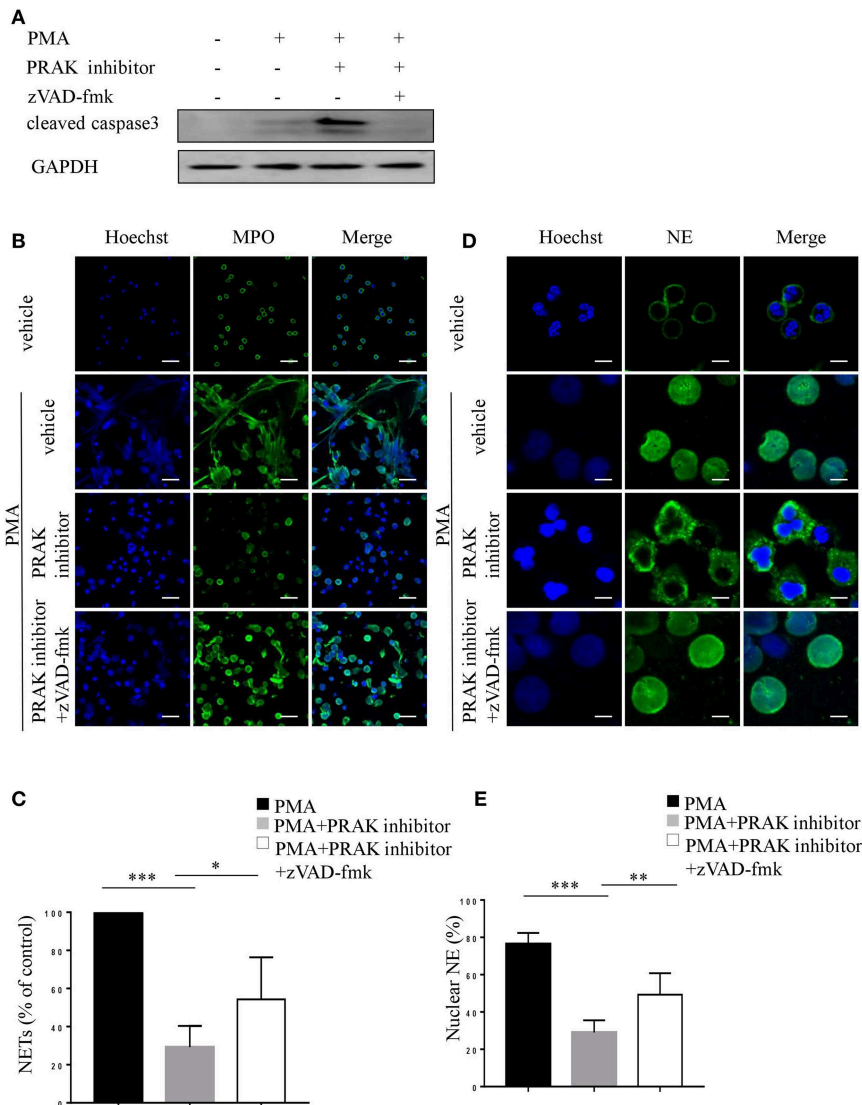 A
PMA - + + +
PRAK inhibitor - - + +
zVAD-fmk - - - +
cleaved caspase3
GAPDH
B
Hoechst MPO Merge
vehicle
PMA
vehicle
PRAK
inhibitor
PRAK inhibitor
+zVAD-fmk
D
Hoechst NE Merge
vehicle
PMA
vehicle
PRAK
inhibitor
PRAK inhibitor
+zVAD-fmk
C
PMA
PMA+PRAK inhibitor
PMA+PRAK inhibitor
+zVAD-fmk
*** *
NETs (% of control)
100
80
60
40
20
0
E
PMA
PMA+PRAK inhibitor
PMA+PRAK inhibitor
+zVAD-fmk
*** **
Nuclear NE (%)
100
80
60
40
20
0